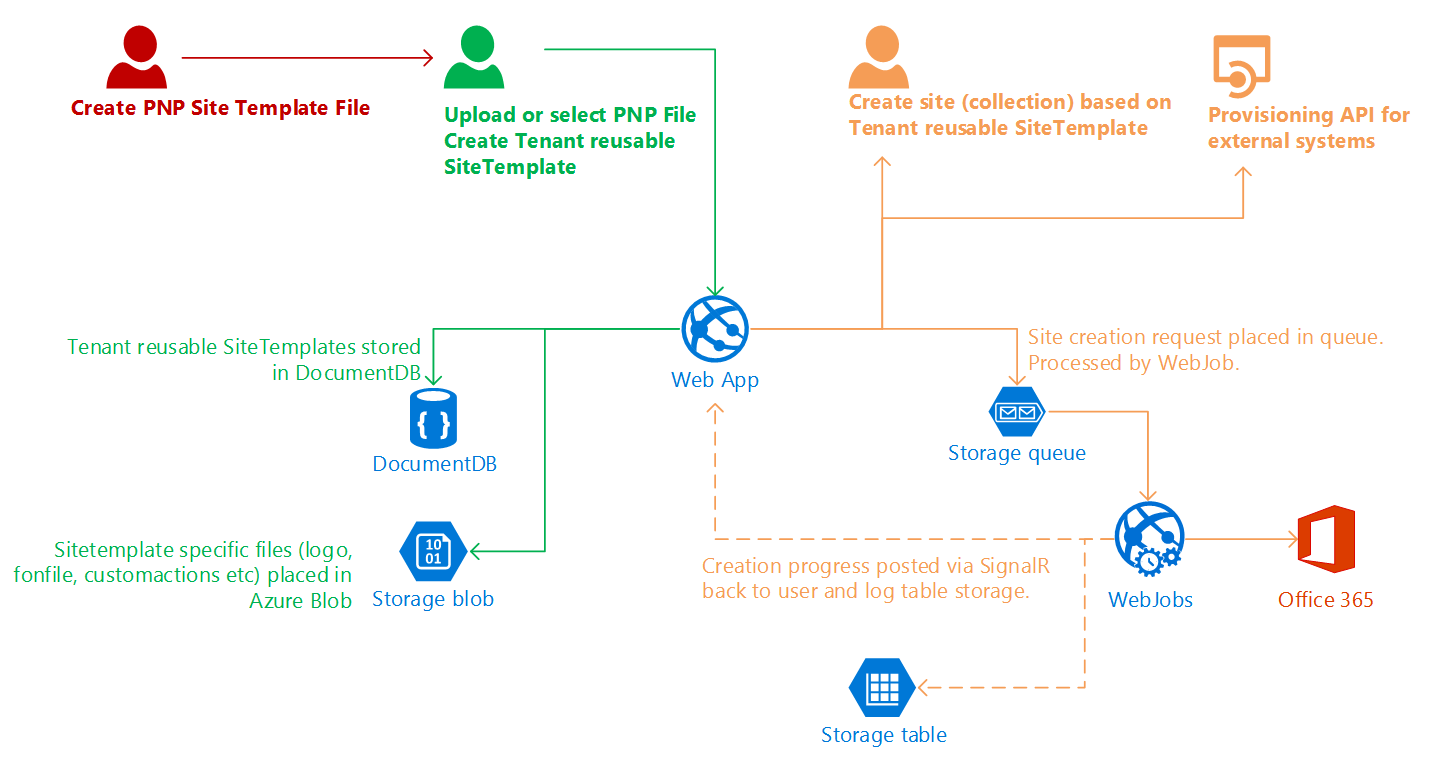 Create PNP Site Template File
Upload or select PNP File
Create Tenant reusable
SiteTemplate
Create site (collection) based on
Tenant reusable SiteTemplate
Provisioning API for
external systems
Tenant reusable SiteTemplates stored
in DocumentDB
Web App
Site creation request placed in queue.
Processed by WebJob.
{ }
DocumentDB
Storage queue
Sitetemplate specific files (logo,
fonfile, customactions etc) placed in
Azure Blob
10
01
Storage blob
Creation progress posted via SignalR
back to user and log table storage.
WebJobs
Office 365
Storage table